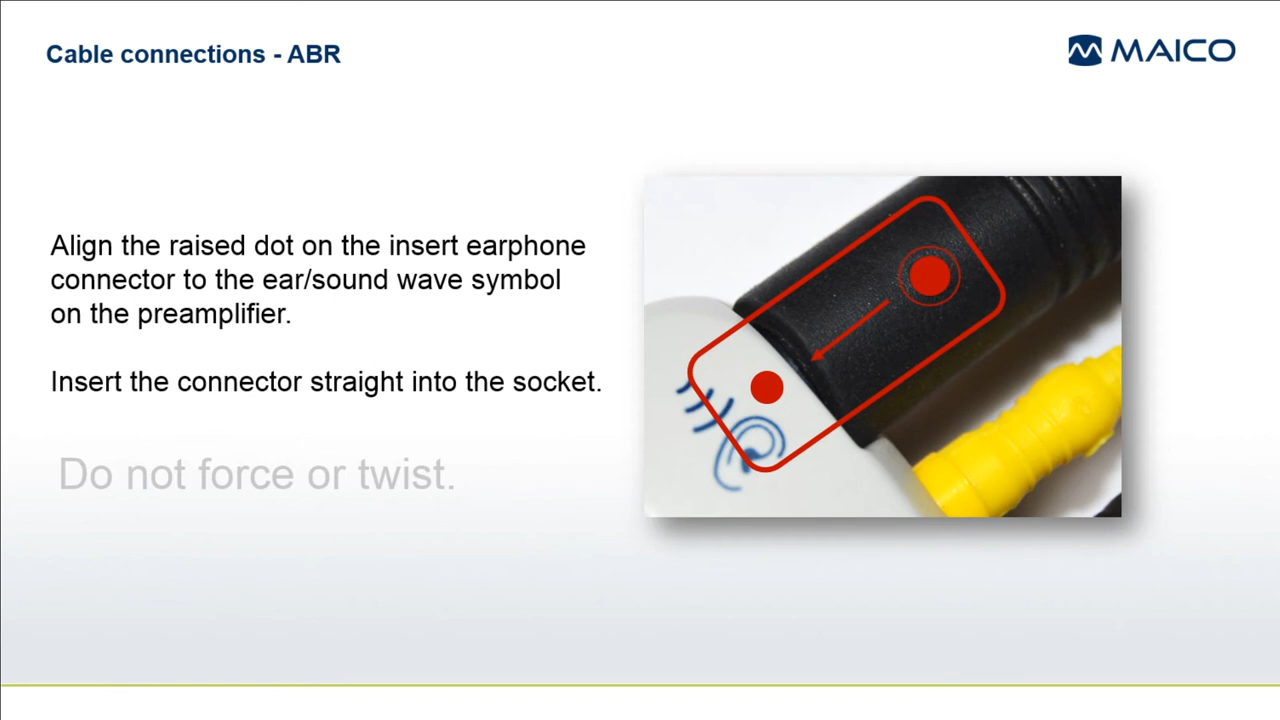 Cable connections - ABR
MAICO
Align the raised dot on the insert earphone
connector to the ear/sound wave symbol
on the preamplifier.
Insert the connector straight into the socket.
Do not force or twist.